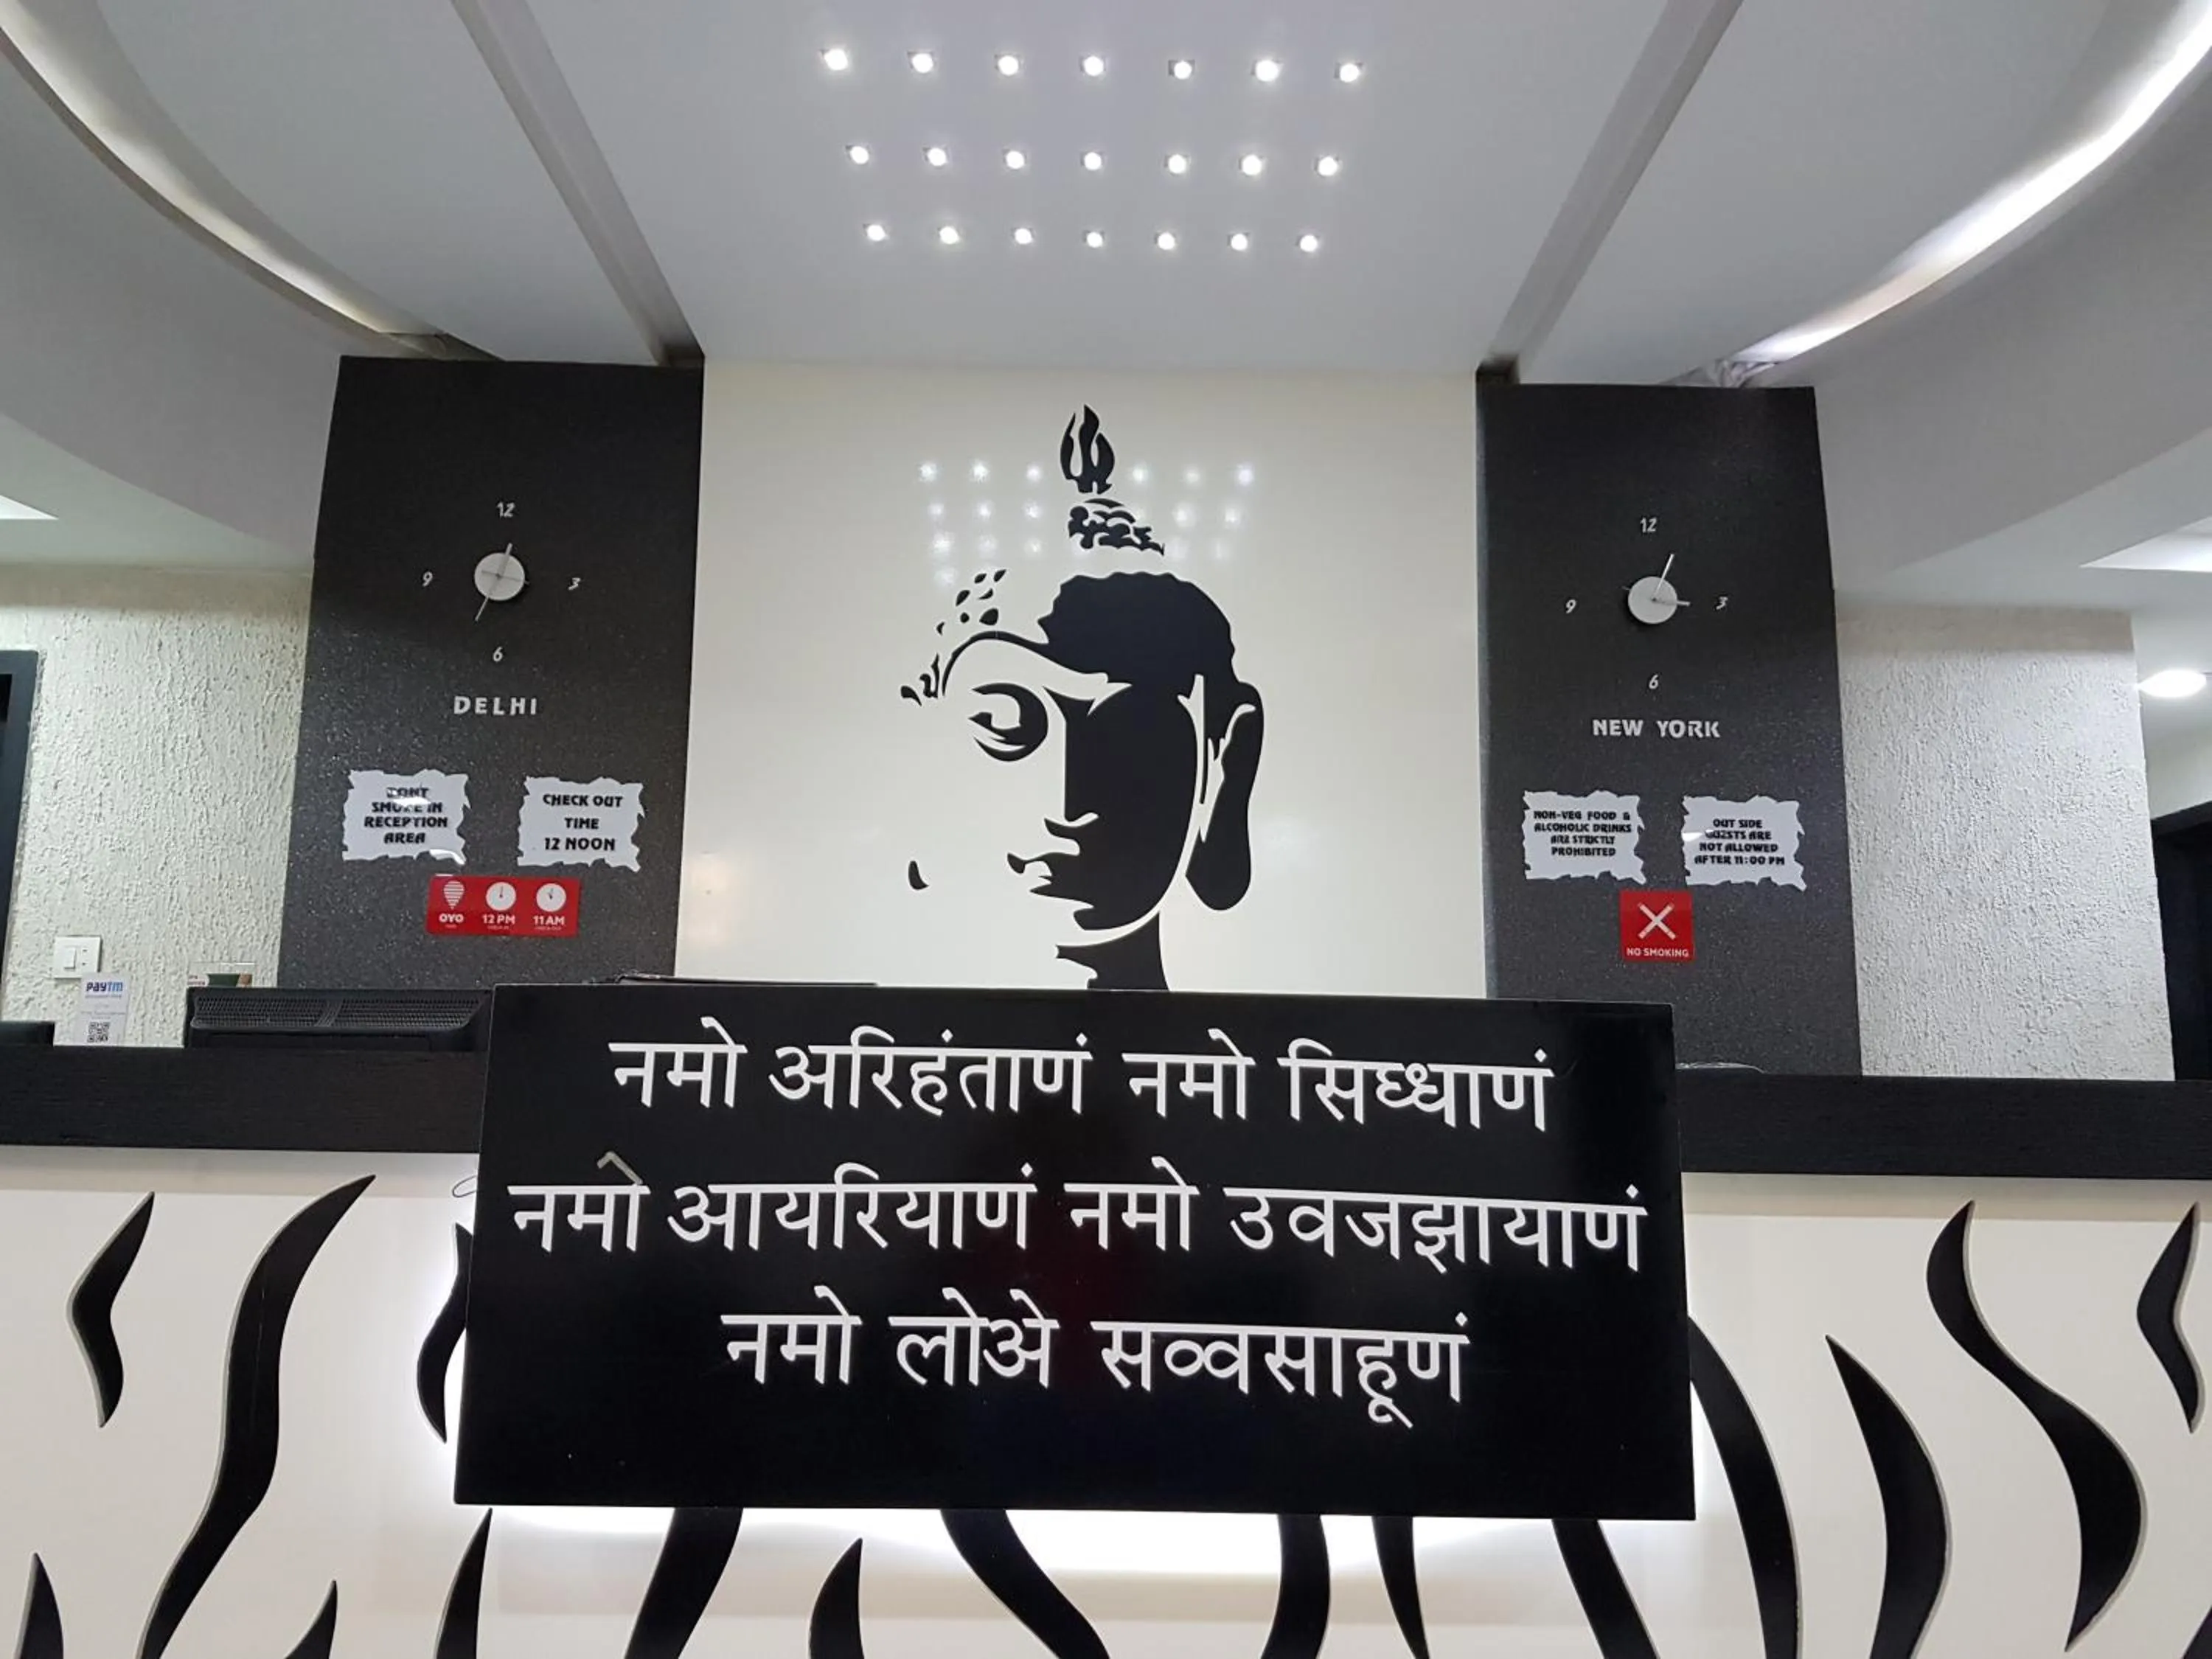 12
9
3
6
DELHI
12
9
3
6
NEW YORK
DONT
SMOKE IN
RECEPTION
AREA
CHECK OUT
TIME
12 NOON
OYO 12 PM 11 AM
NON-VEG FOOD &
ALCOHOLIC DRINKS
ARE STRICTLY
PROHIBITED
OUT SIDE
GUESTS ARE
NOT ALLOWED
AFTER 11:00 PM
NO SMOKING
paytm
नमो अरिहंताणं नमो सिघ्धाणं
नमो आयरियाणं नमो उवजझायाणं
नमो लोअे सव्वसाहूणं